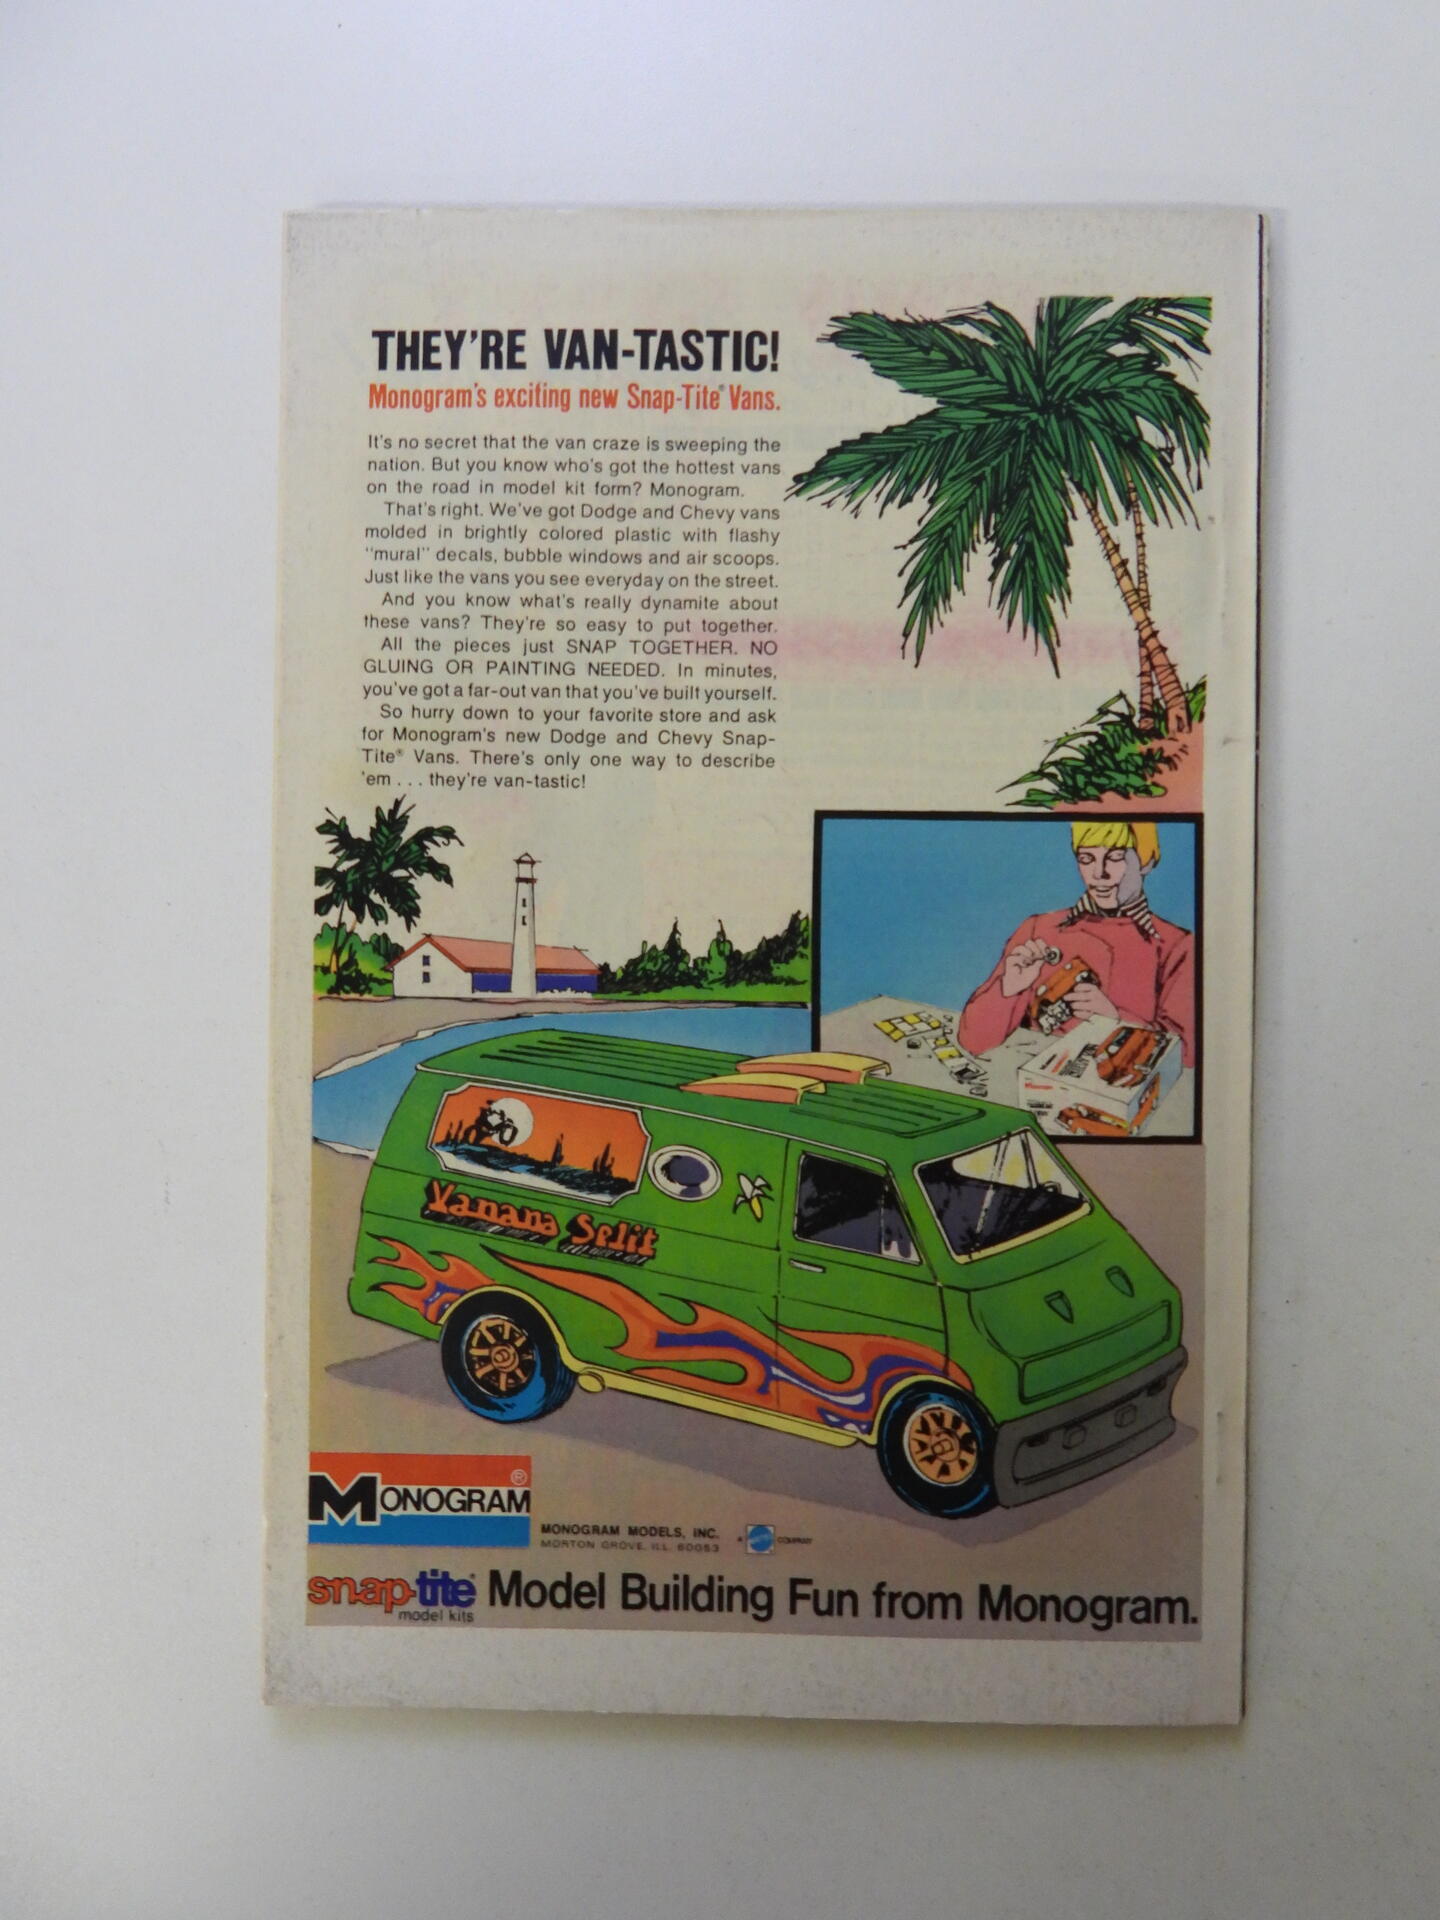 THEY'RE VAN-TASTIC!
Monogram's exciting new Snap-Tite® Vans.
It's no secret that the van craze is sweeping the
nation. But you know who's got the hottest vans
on the road in model kit form? Monogram.
That's right. We've got Dodge and Chevy vans
molded in brightly colored plastic with flashy
"mural" decals, bubble windows and air scoops.
Just like the vans you see everyday on the street.
And you know what's really dynamite about
these vans? They're so easy to put together.
All the pieces just SNAP TOGETHER. NO
GLUING OR PAINTING NEEDED. In minutes,
you've got a far-out van that you've built yourself.
So hurry down to your favorite store and ask
for Monogram's new Dodge and Chevy Snap-
Tite® Vans. There's only one way to describe
'em . . . they're van-tastic!
Vanana Split
MONOGRAM®
MONOGRAM MODELS, INC.
MORTON GROVE, ILL. 60053
A MATTEL COMPANY
snap-tite® Model Building Fun from Monogram.
model kits